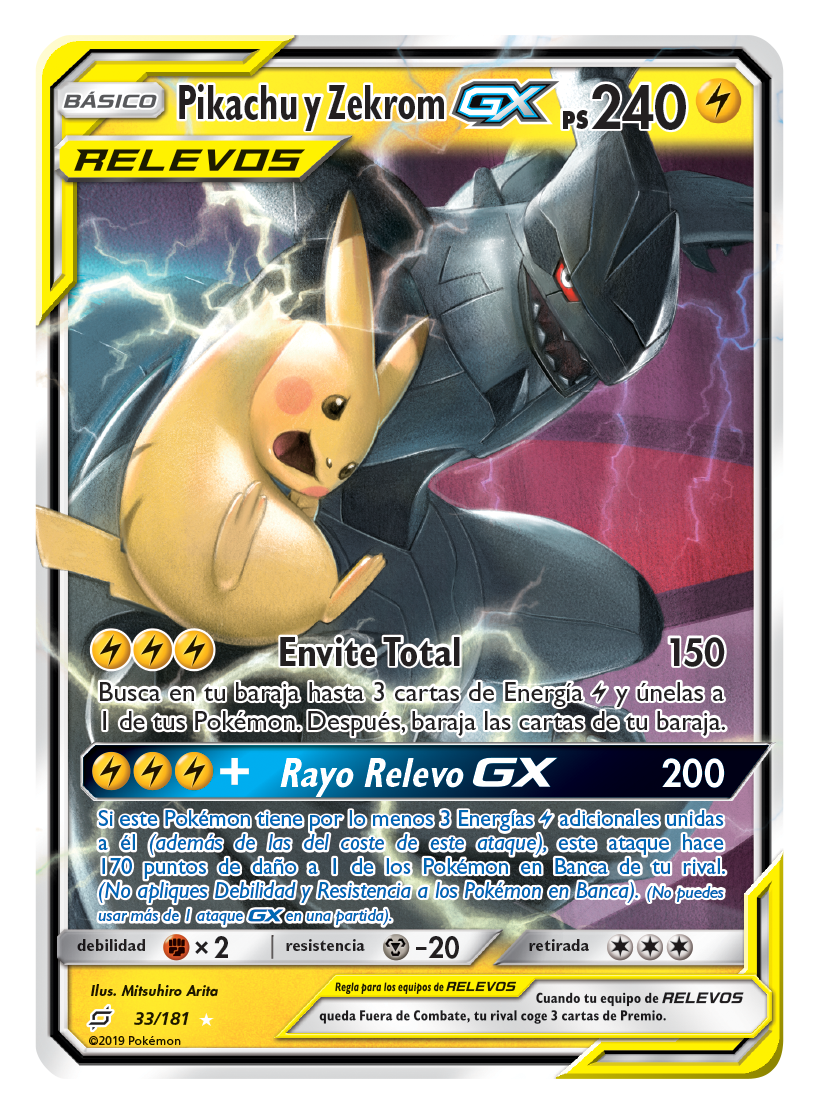 BÁSICO Pikachu y Zekrom GX PS 240
RELEVOS
Envite Total 150
Busca en tu baraja hasta 3 cartas de Energía y únelas a
1 de tus Pokémon. Después, baraja las cartas de tu baraja.
+ Rayo Relevo GX 200
Si este Pokémon tiene por lo menos 3 Energías adicionales unidas
a él (además de las del coste de este ataque), este ataque hace
170 puntos de daño a 1 de los Pokémon en Banca de tu rival.
(No apliques Debilidad y Resistencia a los Pokémon en Banca). (No puedes
usar más de 1 ataque GX en una partida).
debilidad × 2 resistencia -20 retirada
Ilus. Mitsuhiro Arita
33/181
©2019 Pokémon
Regla para los equipos de RELEVOS
Cuando tu equipo de RELEVOS
queda Fuera de Combate, tu rival coge 3 cartas de Premio.